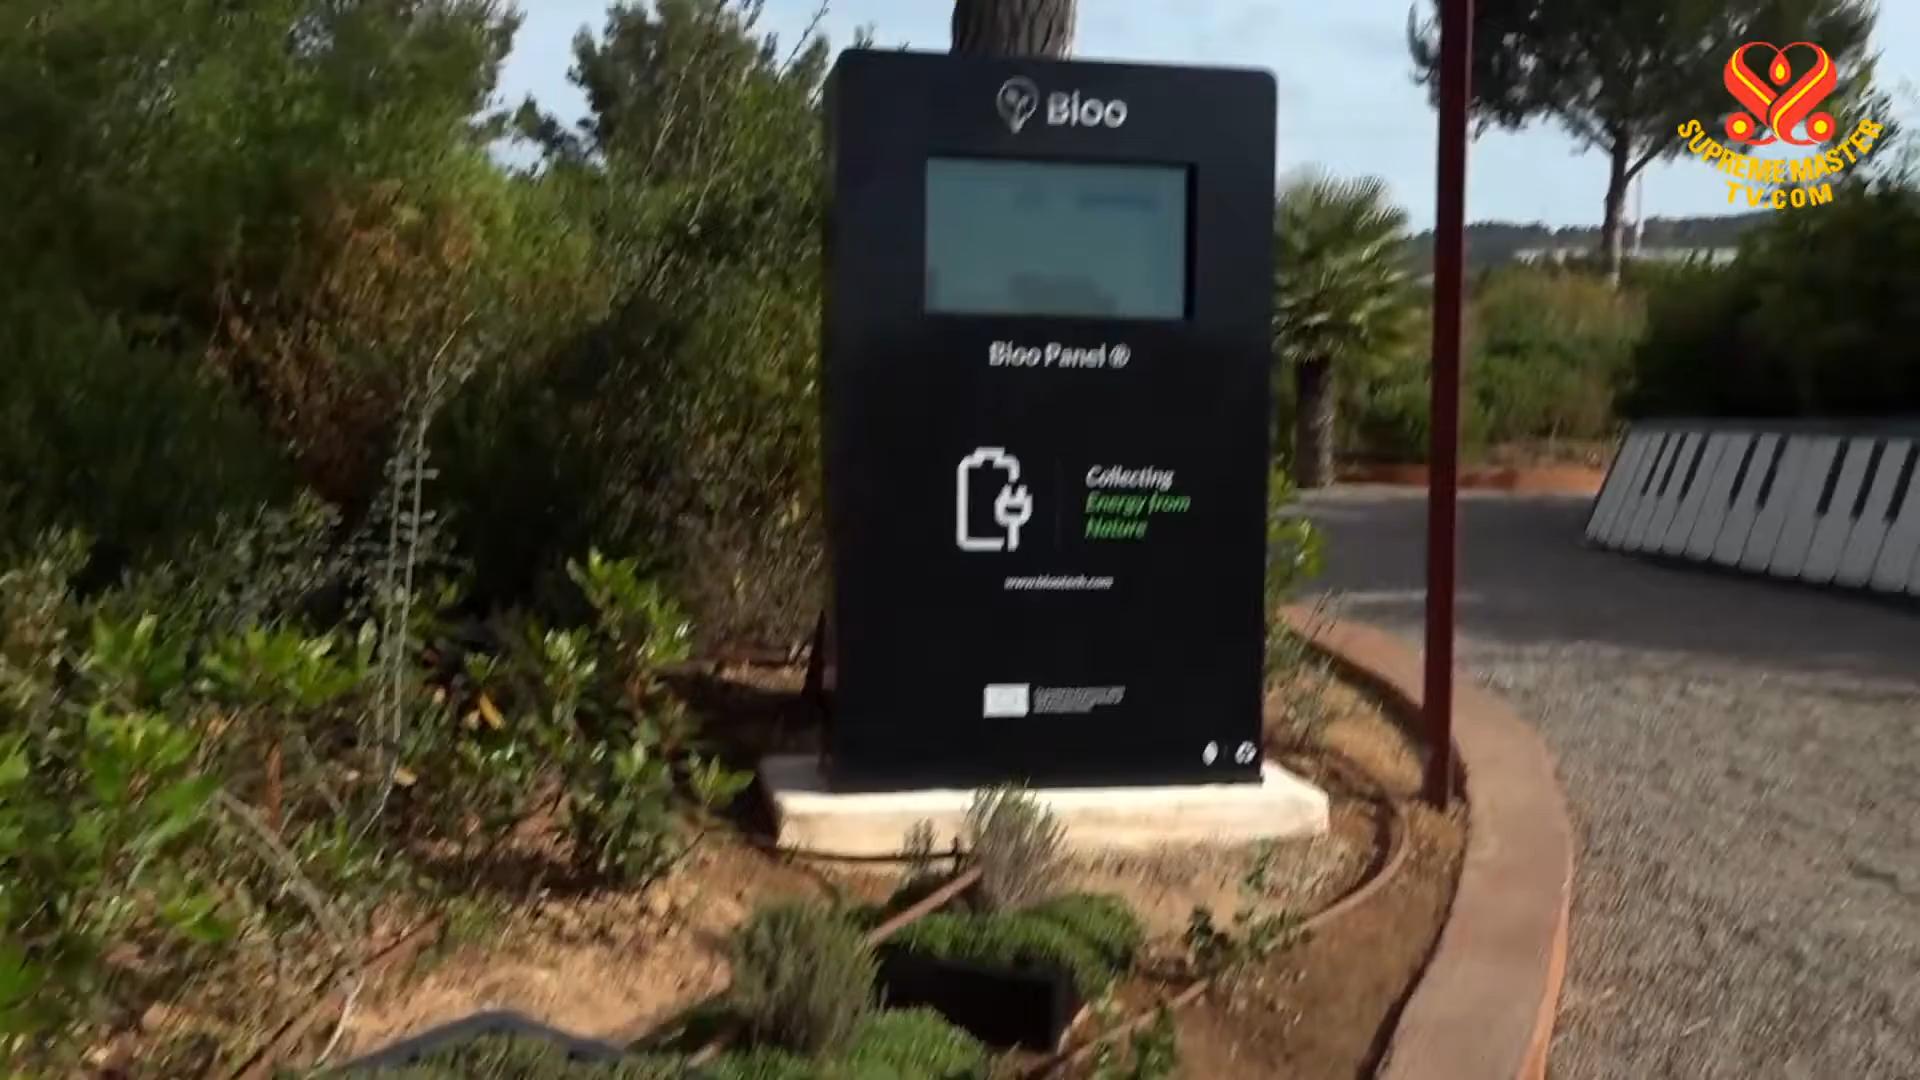 Bioo
SUPREME MASTER
TV.COM
Bioo Panel ®
Collecting
Energy from
Nature
www.biootech.com